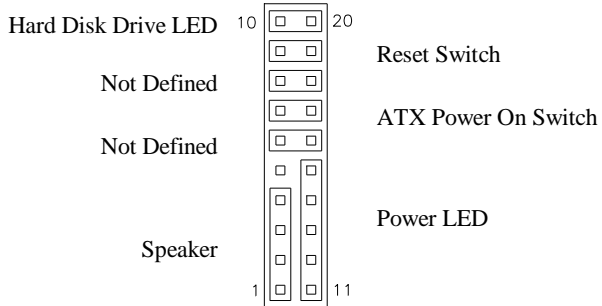 Hard Disk Drive LED 10 20
Reset Switch
Not Defined
ATX Power On Switch
Not Defined
Power LED
Speaker
1 11